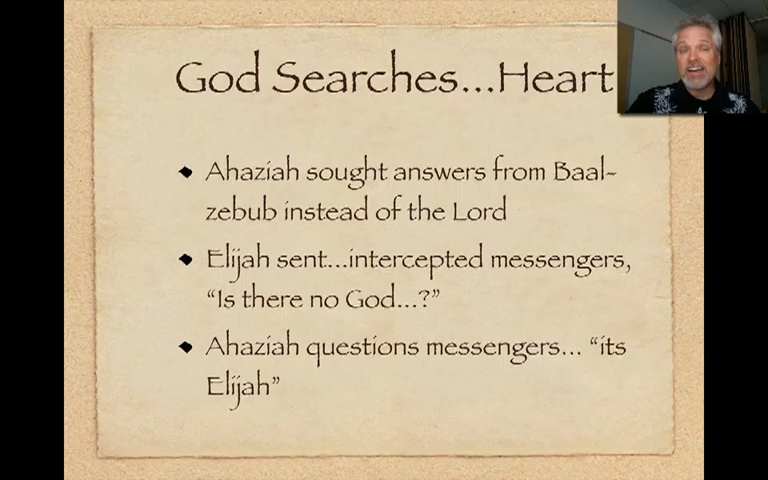 God Searches...Heart
Ahaziah sought answers from Baal-
zebub instead of the Lord
Elijah sent...intercepted messengers,
“Is there no God...?”
Ahaziah questions messengers... “its
Elijah”